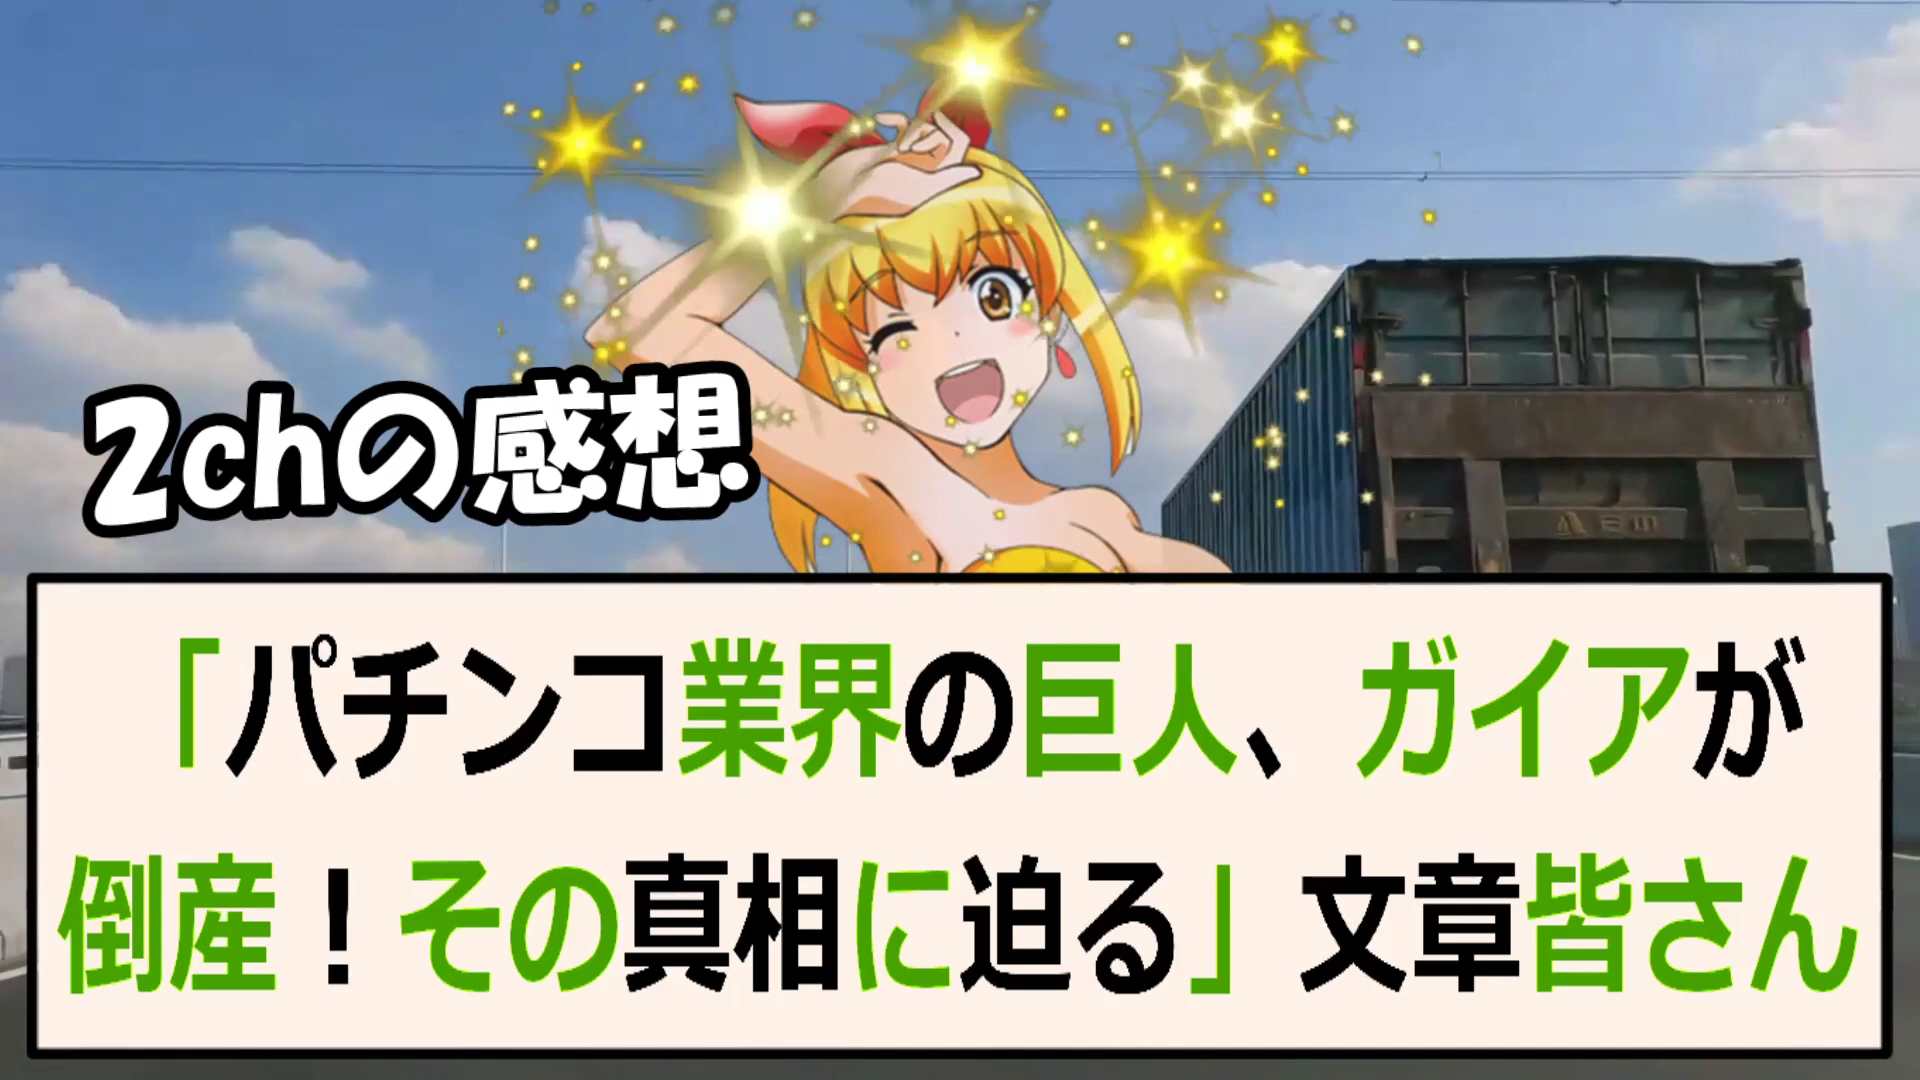 2chの感想
「パチンコ業界の巨人、ガイアが
倒産！その真相に迫る」文章皆さん